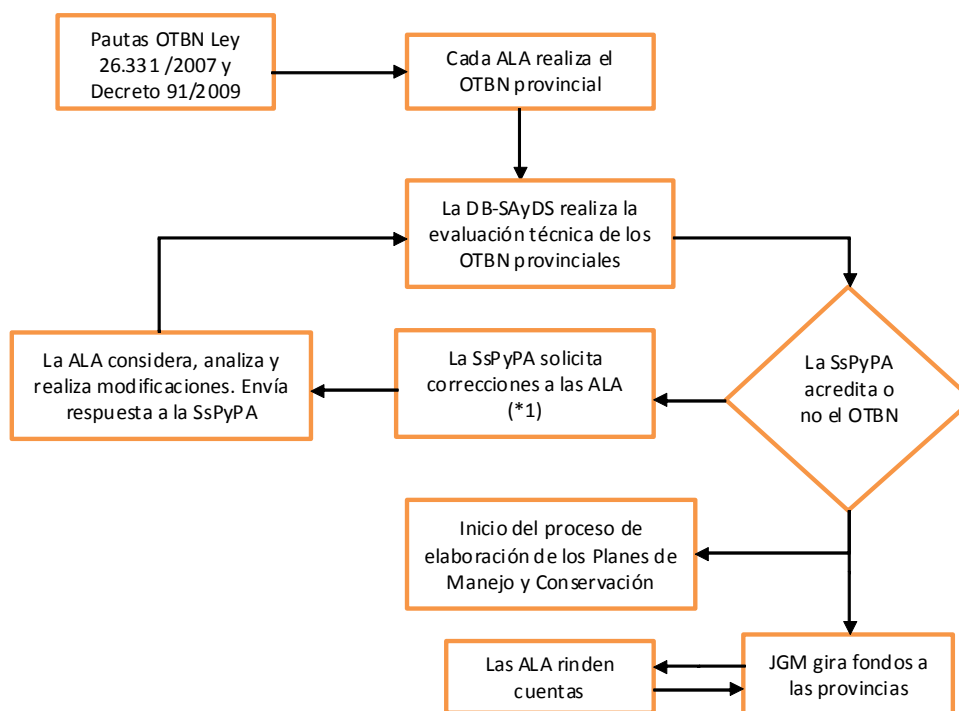 Pautas OTBN Ley
26.331 /2007 y
Decreto 91/2009
Cada ALA realiza el
OTBN provincial
La DB-SAyDS realiza la
evaluación técnica de los
OTBN provinciales
La ALA considera, analiza y
realiza modificaciones. Envía
respuesta a la SsPyPA
La SsPyPA solicita
correcciones a las ALA
(*1)
La SsPyPA
acredita o
no el OTBN
Inicio del proceso de
elaboración de los Planes de
Manejo y Conservación
Las ALA rinden
cuentas
JGM gira fondos a
las provincias